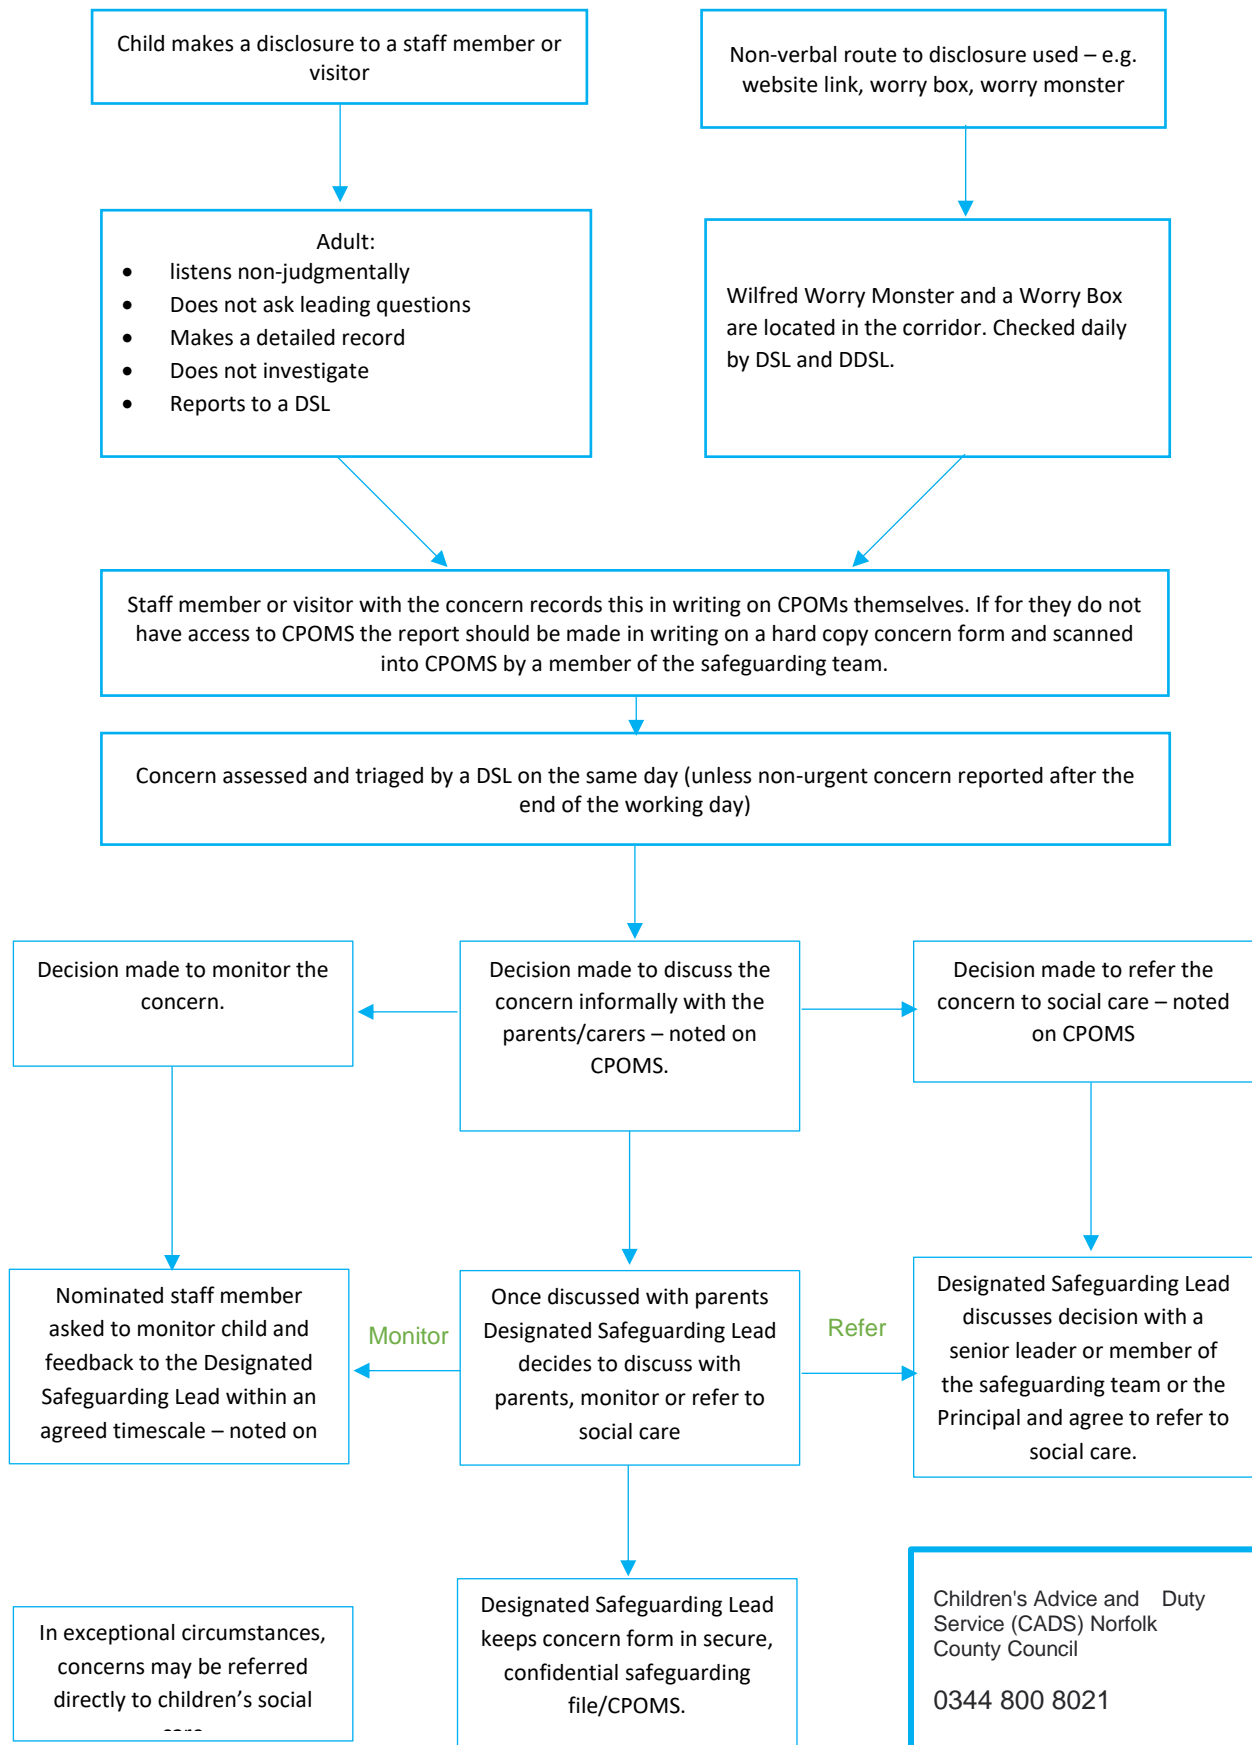 Child makes a disclosure to a staff member or
visitor
Non-verbal route to disclosure used – e.g.
website link, worry box, worry monster
Adult:
• listens non-judgmentally
• Does not ask leading questions
• Makes a detailed record
• Does not investigate
• Reports to a DSL
Wilfred Worry Monster and a Worry Box
are located in the corridor. Checked daily
by DSL and DDSL.
Staff member or visitor with the concern records this in writing on CPOMs themselves. If for they do not
have access to CPOMS the report should be made in writing on a hard copy concern form and scanned
into CPOMS by a member of the safeguarding team.
Concern assessed and triaged by a DSL on the same day (unless non-urgent concern reported after the
end of the working day)
Decision made to monitor the
concern.
Decision made to discuss the
concern informally with the
parents/carers – noted on
CPOMS.
Decision made to refer the
concern to social care – noted
on CPOMS
Nominated staff member
asked to monitor child and
feedback to the Designated
Safeguarding Lead within an
agreed timescale – noted on
Monitor
Once discussed with parents
Designated Safeguarding Lead
decides to discuss with
parents, monitor or refer to
social care
Refer
Designated Safeguarding Lead
discusses decision with a
senior leader or member of
the safeguarding team or the
Principal and agree to refer to
social care.
In exceptional circumstances,
concerns may be referred
directly to children’s social
Designated Safeguarding Lead
keeps concern form in secure,
confidential safeguarding
file/CPOMS.
Children's Advice and Duty
Service (CADS) Norfolk
County Council
0344 800 8021